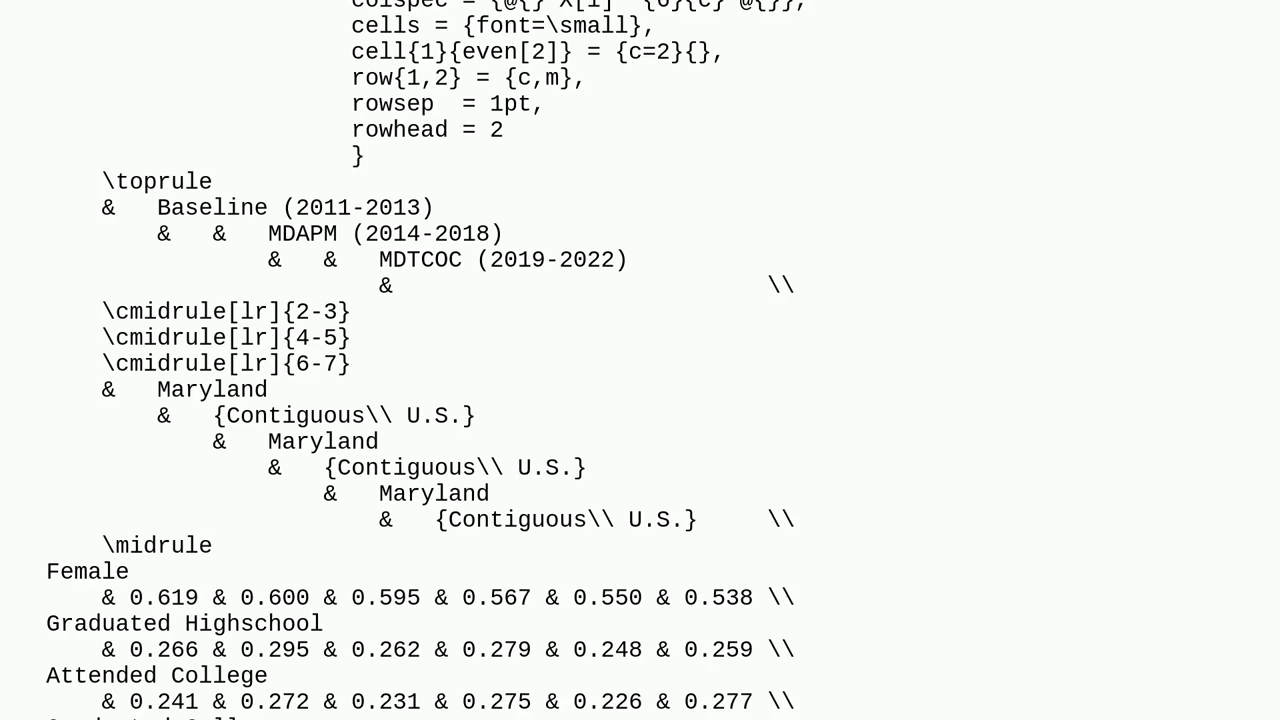 colspec = {@{} X[l] *{6}{c} @{}},
cells = {font=\small},
cell{1}{even[2]} = {c=2}{},
row{1,2} = {c,m},
rowsep  = 1pt,
rowhead = 2
}
\toprule
&   Baseline (2011-2013)
&   &   MDAPM (2014-2018)
&   &   MDTCOC (2019-2022)
&                           \\
\cmidrule[lr]{2-3}
\cmidrule[lr]{4-5}
\cmidrule[lr]{6-7}
&   Maryland
&   {Contiguous\\ U.S.}
&   Maryland
&   {Contiguous\\ U.S.}
&   Maryland
&   {Contiguous\\ U.S.}     \\
\midrule
Female
& 0.619 & 0.600 & 0.595 & 0.567 & 0.550 & 0.538 \\
Graduated Highschool
& 0.266 & 0.295 & 0.262 & 0.279 & 0.248 & 0.259 \\
Attended College
& 0.241 & 0.272 & 0.231 & 0.275 & 0.226 & 0.277 \\